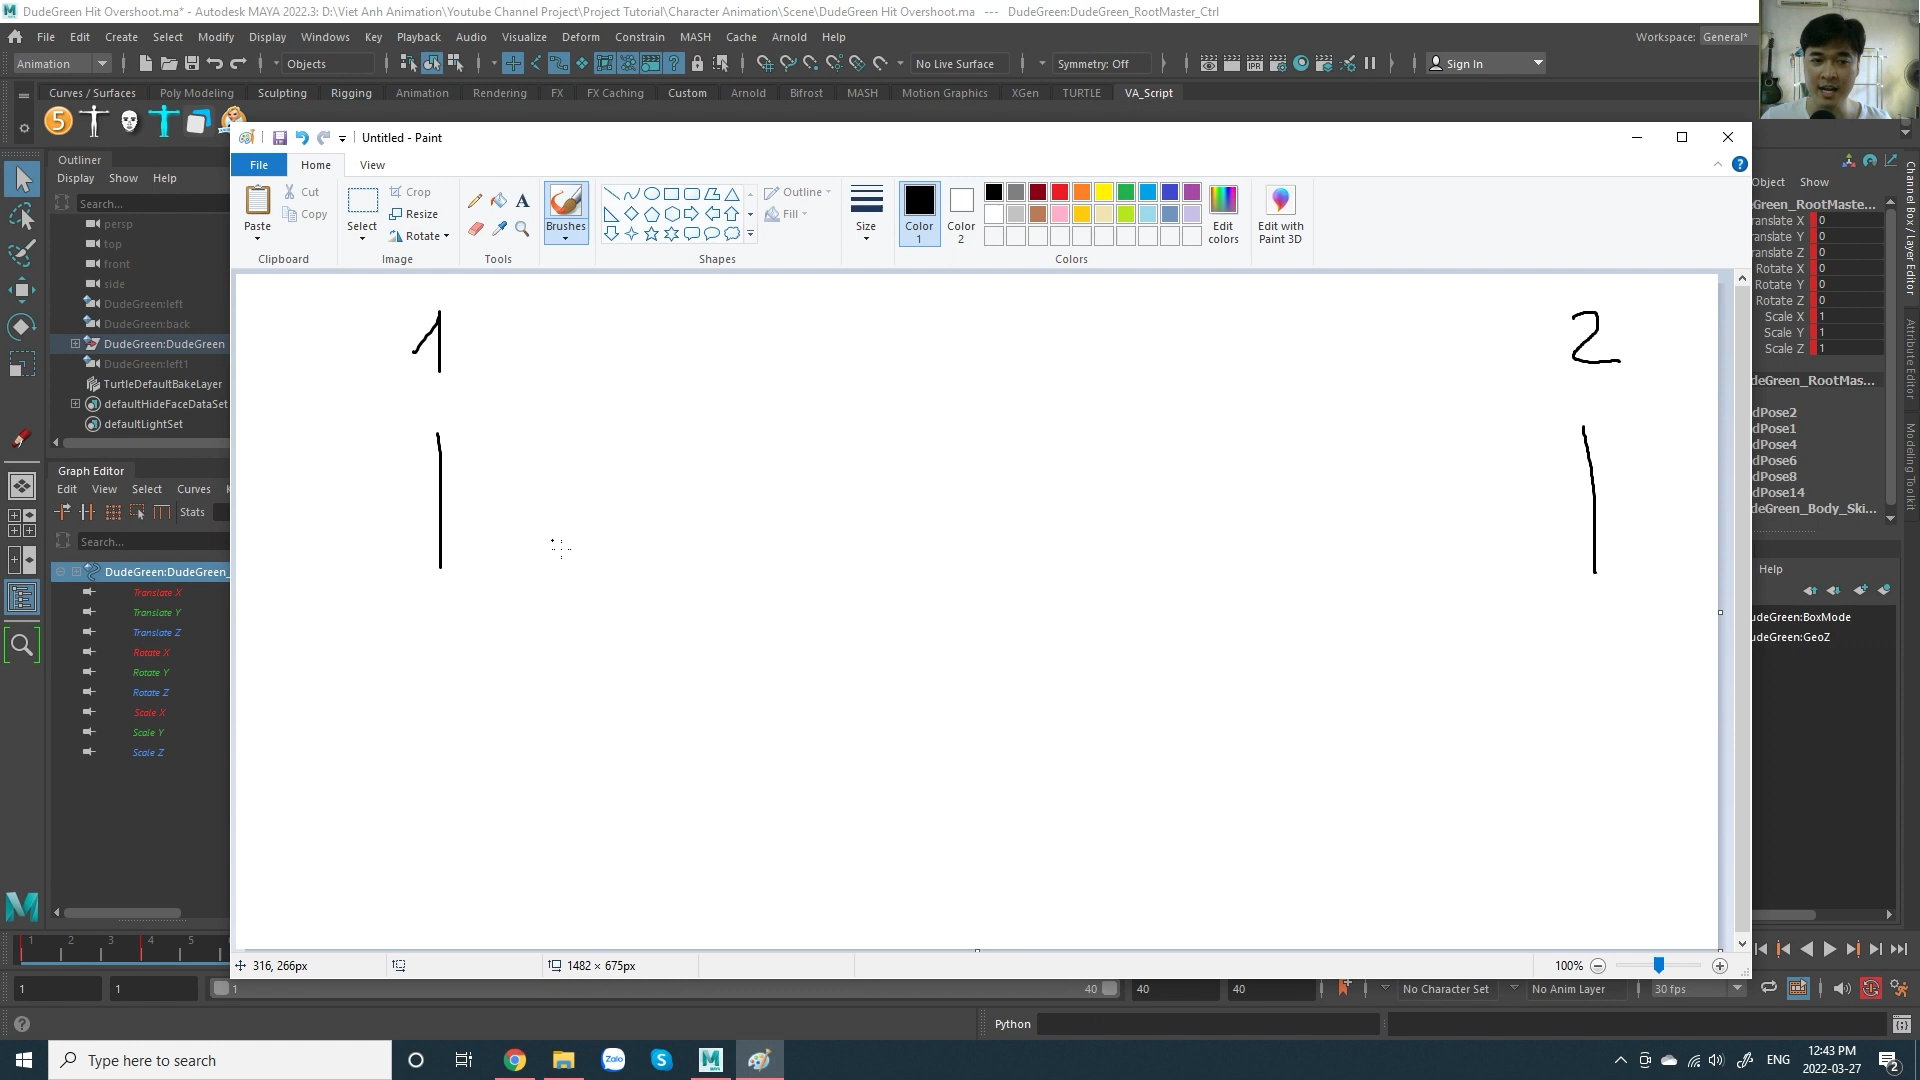 DudeGreen Hit Overshoot.ma* - Autodesk MAYA 2022.3: D:\Viet Anh Animation\Youtube Channel Project\Project Tutorial\Character Animation\Scene\DudeGreen Hit Overshoot.ma --- DudeGreen:DudeGreen_RootMaster_Ctrl
File Edit Create Select Modify Display Windows Key Playback Audio Visualize Deform Constrain MASH Cache Arnold Help
Workspace: General*
Animation
Objects
No Live Surface
Symmetry: Off
Sign In
Curves / Surfaces Poly Modeling Sculpting Rigging Animation Rendering FX FX Caching Custom Arnold Bifrost MASH Motion Graphics XGen TURTLE VA_Script
5
Untitled - Paint
File Home View
Paste
Cut
Copy
Clipboard
Select
Crop
Resize
Rotate
Image
A
Tools
Brushes
Shapes
Outline
Fill
Size
Color 1
Color 2
Colors
Edit colors
Edit with Paint 3D
1
2
316, 266px
1482 × 675px
100%
Outliner
Display Show Help
Search...
persp
top
front
side
DudeGreen:left
DudeGreen:back
DudeGreen:DudeGreen
DudeGreen:left1
TurtleDefaultBakeLayer
defaultHideFaceDataSet
defaultLightSet
Graph Editor
Edit View Select Curves
Stats
Search...
DudeGreen:DudeGreen_
Translate X
Translate Y
Translate Z
Rotate X
Rotate Y
Rotate Z
Scale X
Scale Y
Scale Z
Object Show
Green_RootMaste...
ranslate X 0
ranslate Y 0
ranslate Z 0
Rotate X 0
Rotate Y 0
Rotate Z 0
Scale X 1
Scale Y 1
Scale Z 1
deGreen_RootMas...
dPose2
dPose1
dPose4
dPose6
dPose8
dPose14
deGreen_Body_Ski...
Help
udeGreen:BoxMode
udeGreen:GeoZ
Channel Box / Layer Editor
Attribute Editor
Modeling Toolkit
1 2 3 4 5
1
1
1
40
40
40
No Character Set
No Anim Layer
30 fps
Python
Type here to search
Zalo
ENG
12:43 PM
2022-03-27
2